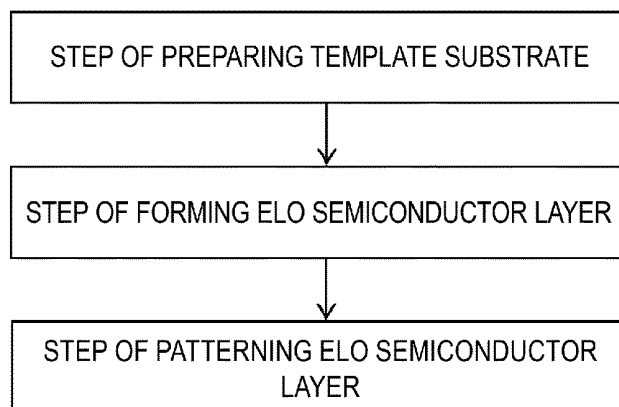 STEP OF PREPARING TEMPLATE SUBSTRATE
STEP OF FORMING ELO SEMICONDUCTOR LAYER
STEP OF PATTERNING ELO SEMICONDUCTOR
LAYER